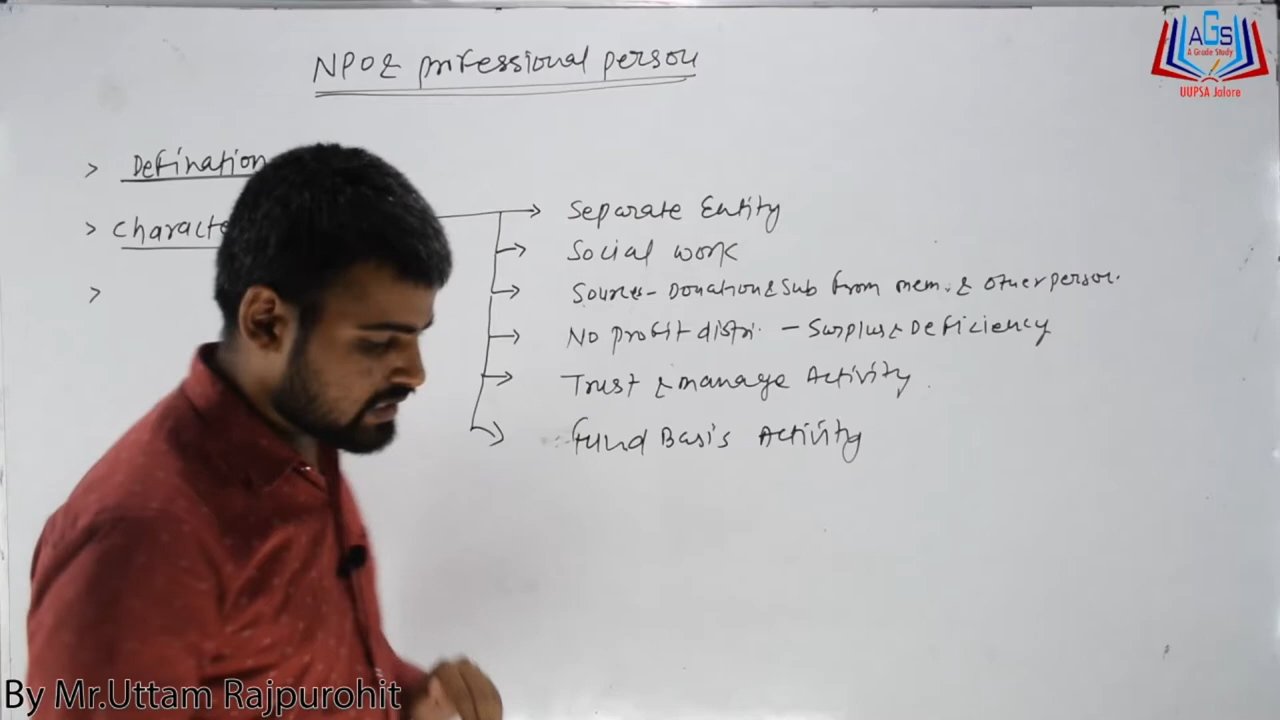 NPO & professional person
AGS
A Grade Study
UUPSA Jalore
> Defination
> Characte
>
Separate Entity
Social work
Sources - Donation & Sub from mem. & other person.
No profit distri. - Surplus & Deficiency
Trust & manage Activity
fund Basis Activity
By Mr.Uttam Rajpurohit